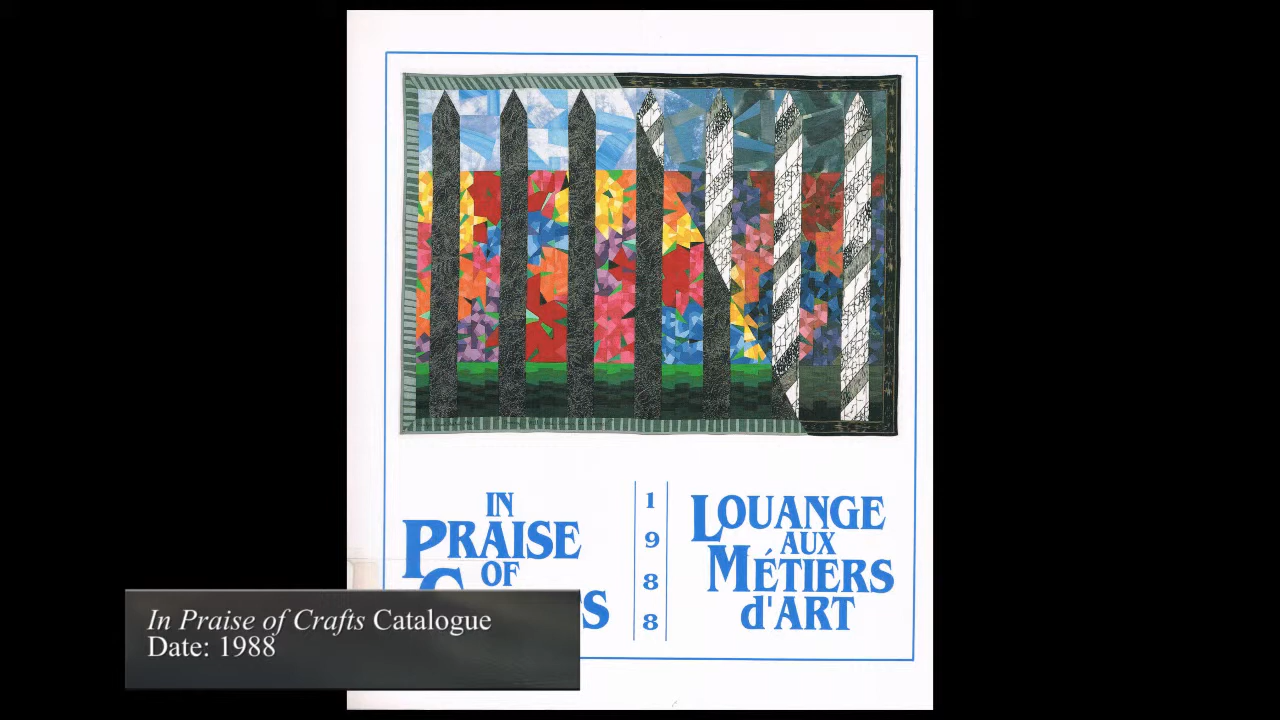 IN
PRAISE
OF
1
9
8
8
LOUANGE
AUX
MÉTIERS
d'ART
In Praise of Crafts Catalogue
Date: 1988